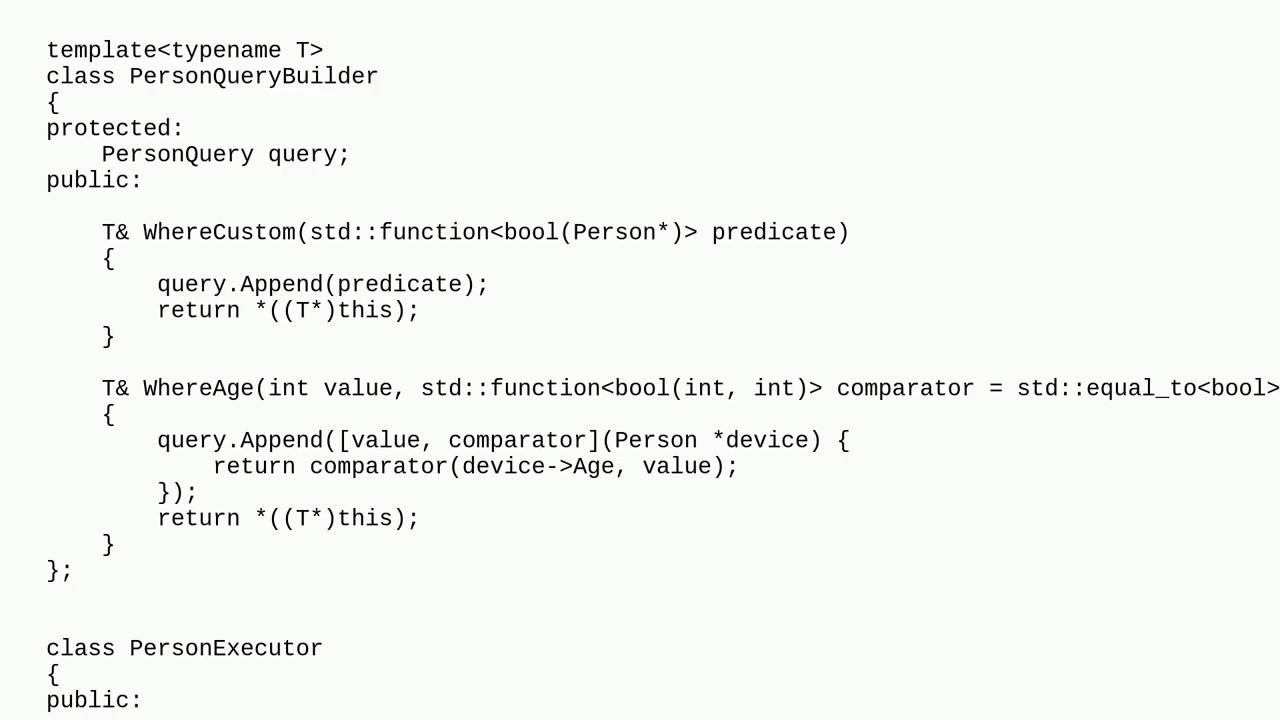 template<typename T>
class PersonQueryBuilder
{
protected:
    PersonQuery query;
public:

    T& WhereCustom(std::function<bool(Person*)> predicate)
    {
        query.Append(predicate);
        return *((T*)this);
    }

    T& WhereAge(int value, std::function<bool(int, int)> comparator = std::equal_to<bool>
    {
        query.Append([value, comparator](Person *device) {
            return comparator(device->Age, value);
        });
        return *((T*)this);
    }
};


class PersonExecutor
{
public: